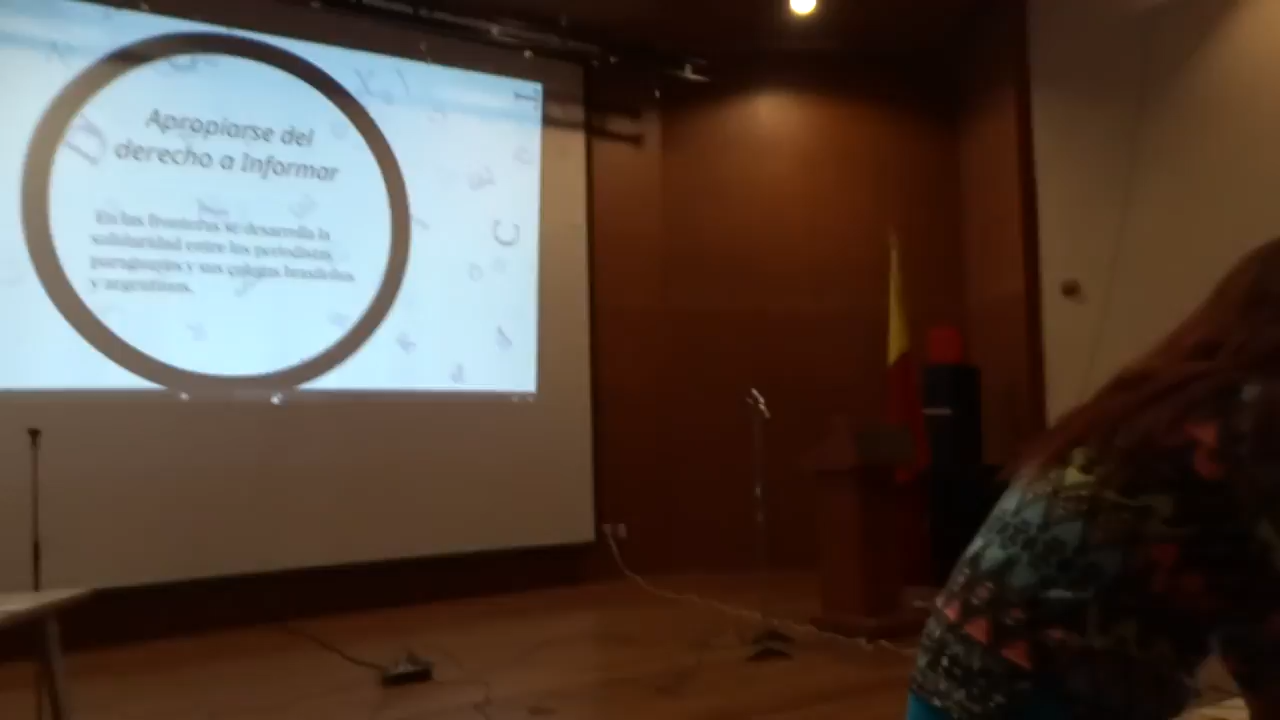 Apropiarse del
derecho a Informar
En las fronteras se desarrolla la
solidaridad entre los periodistas
paraguayos y sus colegas brasileños
y argentinos.